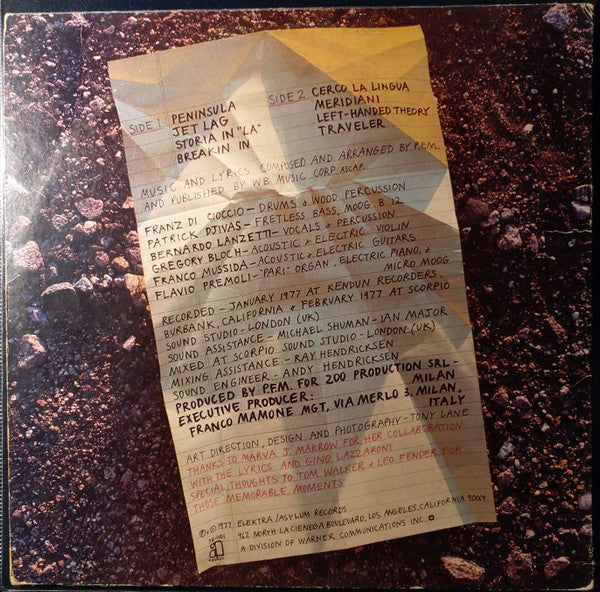 SIDE 1 PENINSULA
JET LAG
STORIA IN "LA"
BREAKIN IN
SIDE 2 CERCO LA LINGUA
MERIDIANI
LEFT-HANDED THEORY
TRAVELER
MUSIC AND LYRICS COMPOSED AND ARRANGED BY P.F.M.
AND PUBLISHED BY W.B. MUSIC CORP. ASCAP
FRANZ DI CIOCCIO - DRUMS + WOOD PERCUSSION
PATRICK DJIVAS - FRETLESS BASS, MOOG B 12
BERNARDO LANZETTI - VOCALS + PERCUSSION
GREGORY BLOCH - ACOUSTIC + ELECTRIC VIOLIN
FRANCO MUSSIDA - ACOUSTIC + ELECTRIC GUITARS
FLAVIO PREMOLI - "PARI" ORGAN, ELECTRIC PIANO, +
MICRO MOOG
RECORDED - JANUARY 1977 AT KENDUN RECORDERS,
BURBANK, CALIFORNIA + FEBRUARY 1977 AT SCORPIO
SOUND STUDIO - LONDON (UK)
SOUND ASSISTANCE - MICHAEL SHUMAN - IAN MAJOR
MIXED AT SCORPIO SOUND STUDIO - LONDON (UK)
MIXING ASSISTANCE - RAY HENDRICKSEN
SOUND ENGINEER - ANDY HENDRICKSEN
PRODUCED BY P.F.M. FOR ZOO PRODUCTION SRL -
MILAN
EXECUTIVE PRODUCER:
FRANCO MAMONE MGT, VIA MERLO 3, MILAN,
ITALY
ART DIRECTION, DESIGN AND PHOTOGRAPHY - TONY LANE
THANKS TO MARVA J. MARROW FOR HER COLLABORATION
WITH THE LYRICS AND GINO LAZZARONI
SPECIAL THOUGHTS TO TOM WALKER + LEO FENDER FOR
THOSE MEMORABLE MOMENTS
©+℗ 1977 ELEKTRA/ASYLUM RECORDS
962 NORTH LA CIENEGA BOULEVARD, LOS ANGELES, CALIFORNIA 90069
A DIVISION OF WARNER COMMUNICATIONS INC.